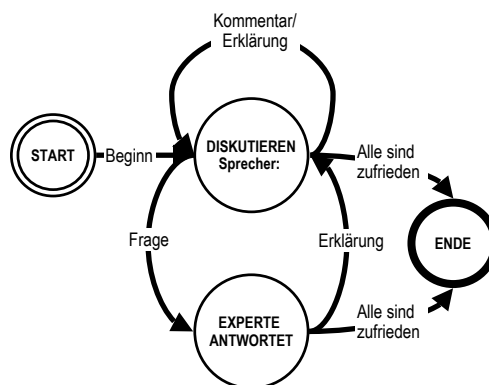 Kommentar/
Erklärung
START
Beginn
DISKUTIEREN
Sprecher:
Alle sind
zufrieden
Frage
Erklärung
ENDE
EXPERTE
ANTWORTET
Alle sind
zufrieden